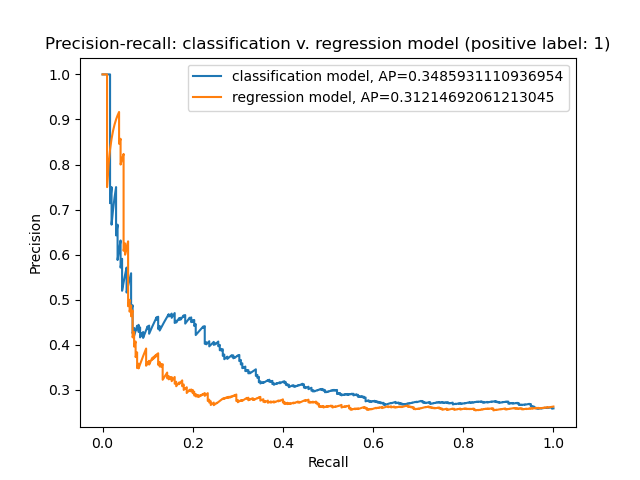 Precision-recall: classification v. regression model (positive label: 1)
classification model, AP=0.3485931110936954
regression model, AP=0.31214692061213045
1.0
0.9
0.8
0.7
0.6
0.5
0.4
0.3
Precision
0.0 0.2 0.4 0.6 0.8 1.0
Recall